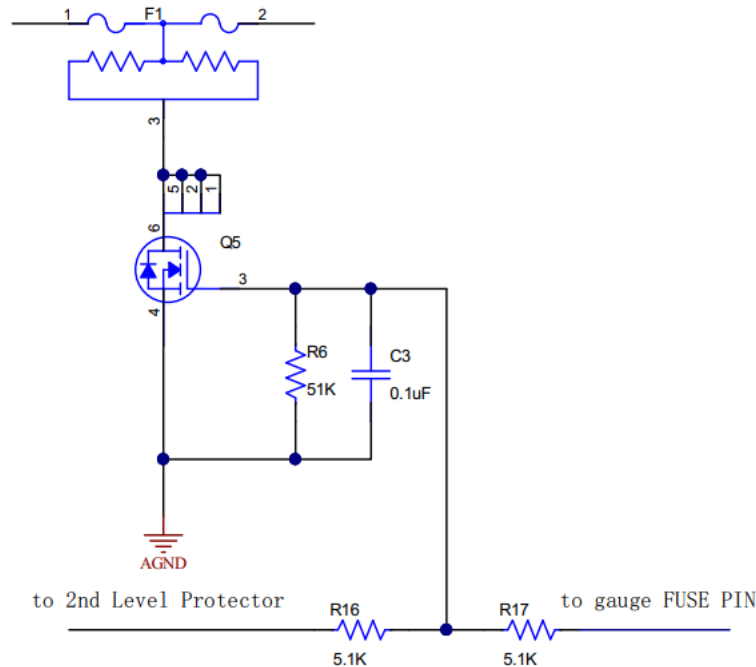 1 F1 2
3
5 2 1
6
Q5
3
4
R6 C3
51K 0.1uF
AGND
to 2nd Level Protector R16 R17 to gauge FUSE PIN
5.1K 5.1K